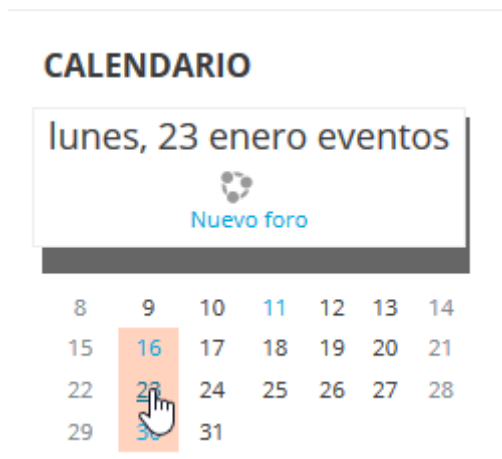 CALENDARIO
lunes, 23 enero eventos
Nuevo foro
8 9 10 11 12 13 14
15 16 17 18 19 20 21
22 23 24 25 26 27 28
29 30 31